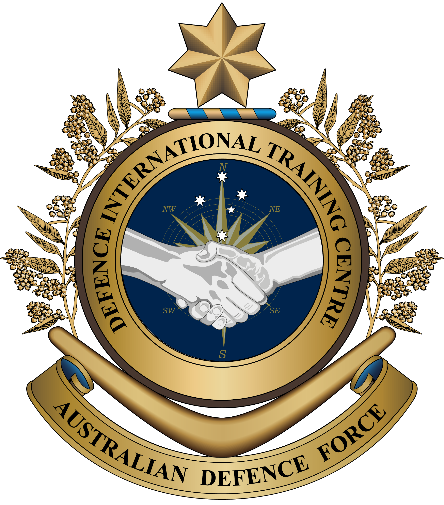 DEFENCE INTERNATIONAL TRAINING CENTRE
N
NW
NE
SW
SE
S
AUSTRALIAN DEFENCE FORCE